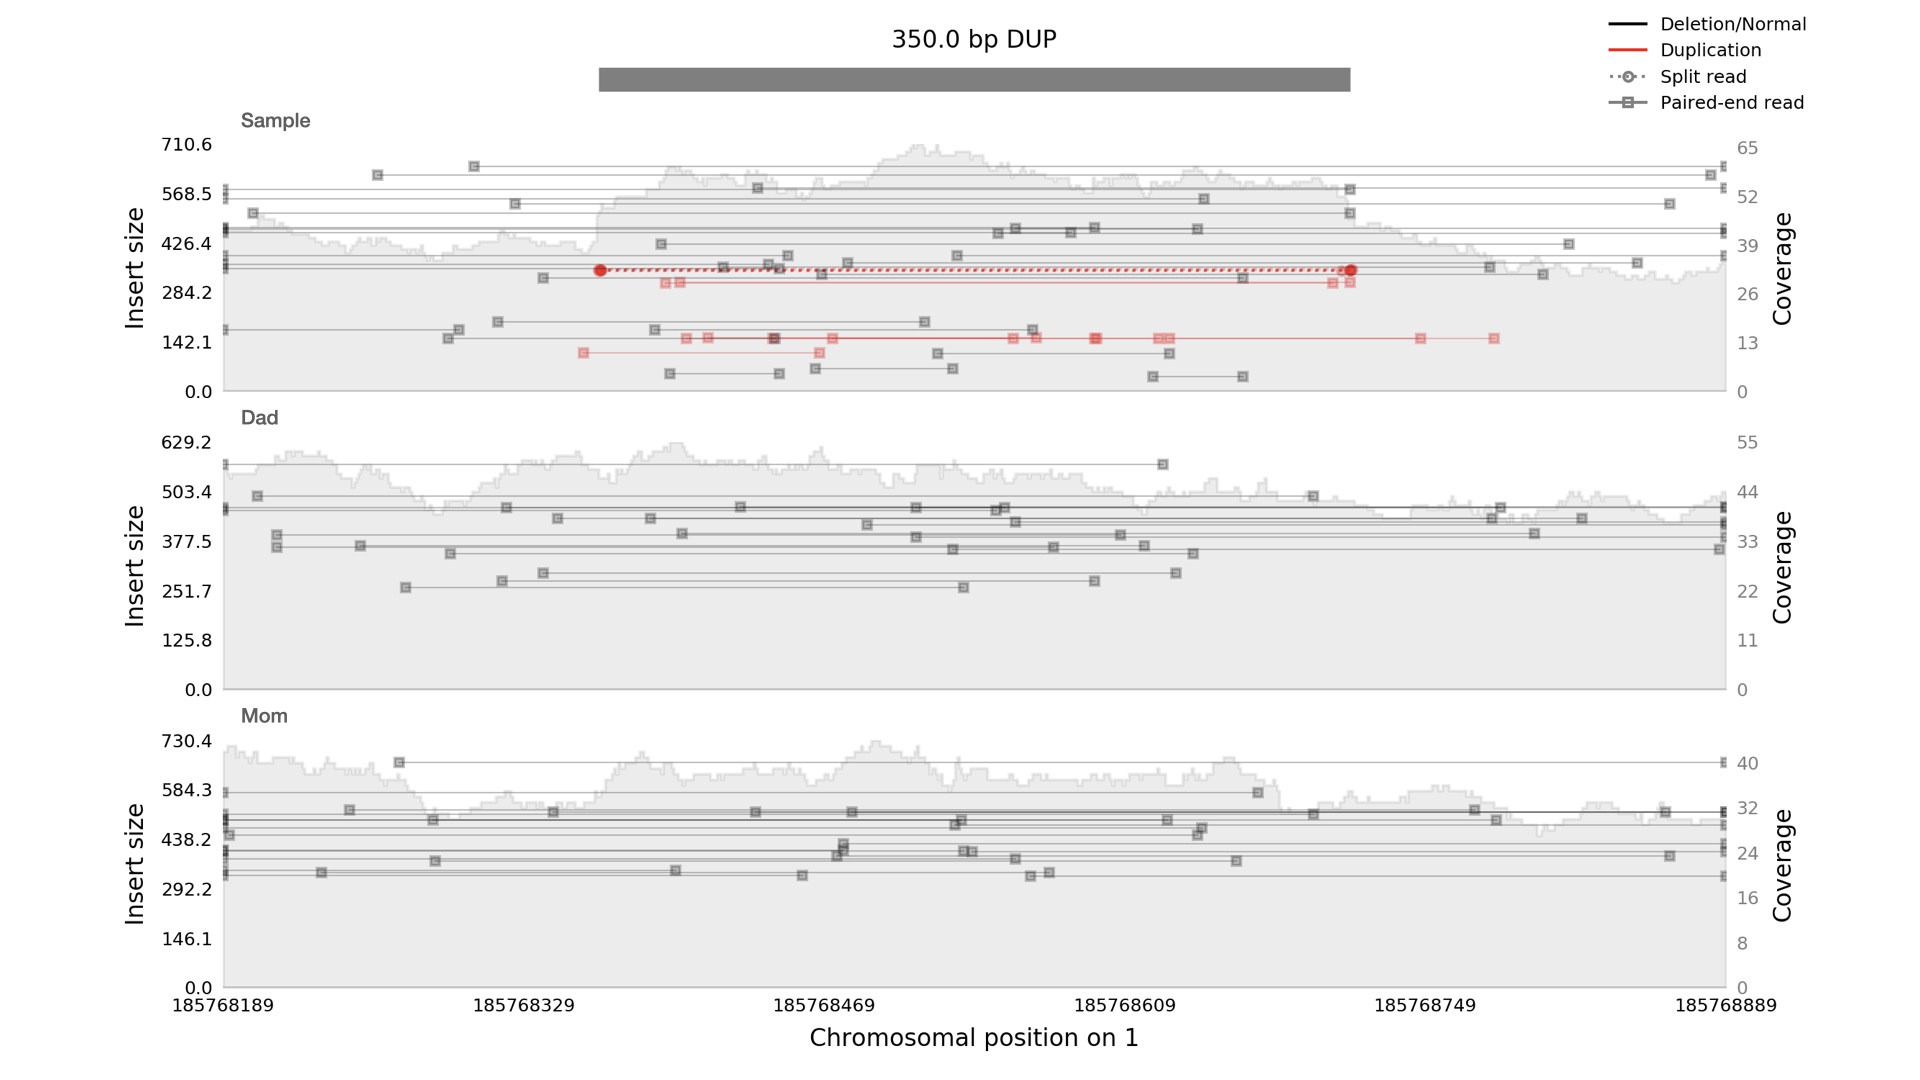 350.0 bp DUP
Deletion/Normal
Duplication
Split read
Paired-end read
Sample
710.6
568.5
426.4
284.2
142.1
0.0
Insert size
65
52
39
26
13
0
Coverage
Dad
629.2
503.4
377.5
251.7
125.8
0.0
Insert size
55
44
33
22
11
0
Coverage
Mom
730.4
584.3
438.2
292.2
146.1
0.0
Insert size
40
32
24
16
8
0
Coverage
185768189 185768329 185768469 185768609 185768749 185768889
Chromosomal position on 1